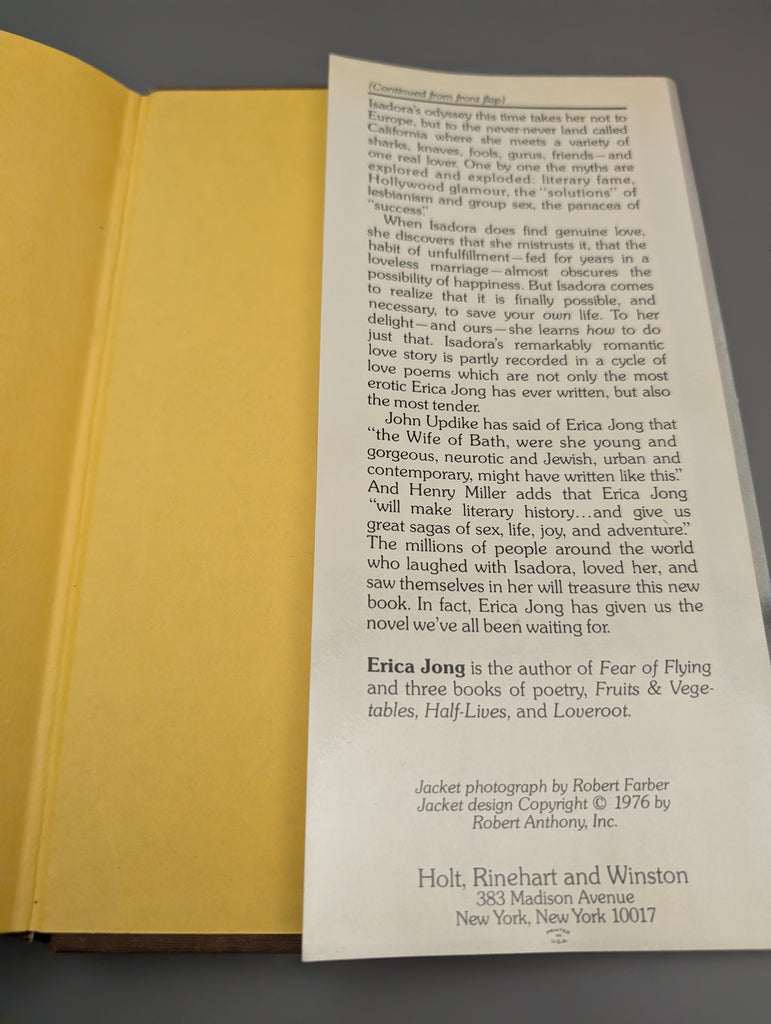 (Continued from front flap)
Isadora's odyssey this time takes her not to
Europe, but to the never-never land called
California where she meets a variety of
sharks, knaves, fools, gurus, friends—and
one real lover. One by one the myths are
explored and exploded: literary fame,
Hollywood glamour, the "solutions" of
lesbianism and group sex, the panacea of
"success."
When Isadora does find genuine love,
she discovers that she mistrusts it, that the
habit of unfulfillment—fed for years in a
loveless marriage—almost obscures the
possibility of happiness. But Isadora comes
to realize that it is finally possible, and
necessary, to save your own life. To her
delight—and ours—she learns how to do
just that. Isadora's remarkably romantic
love story is partly recorded in a cycle of
love poems which are not only the most
erotic Erica Jong has ever written, but also
the most tender.
John Updike has said of Erica Jong that
"the Wife of Bath, were she young and
gorgeous, neurotic and Jewish, urban and
contemporary, might have written like this."
And Henry Miller adds that Erica Jong
"will make literary history...and give us
great sagas of sex, life, joy, and adventure."
The millions of people around the world
who laughed with Isadora, loved her, and
saw themselves in her will treasure this new
book. In fact, Erica Jong has given us the
novel we've all been waiting for.
Erica Jong is the author of Fear of Flying
and three books of poetry, Fruits & Vege-
tables, Half-Lives, and Loveroot.
Jacket photograph by Robert Farber
Jacket design Copyright © 1976 by
Robert Anthony, Inc.
Holt, Rinehart and Winston
383 Madison Avenue
New York, New York 10017
PRINTED
IN
U.S.A.